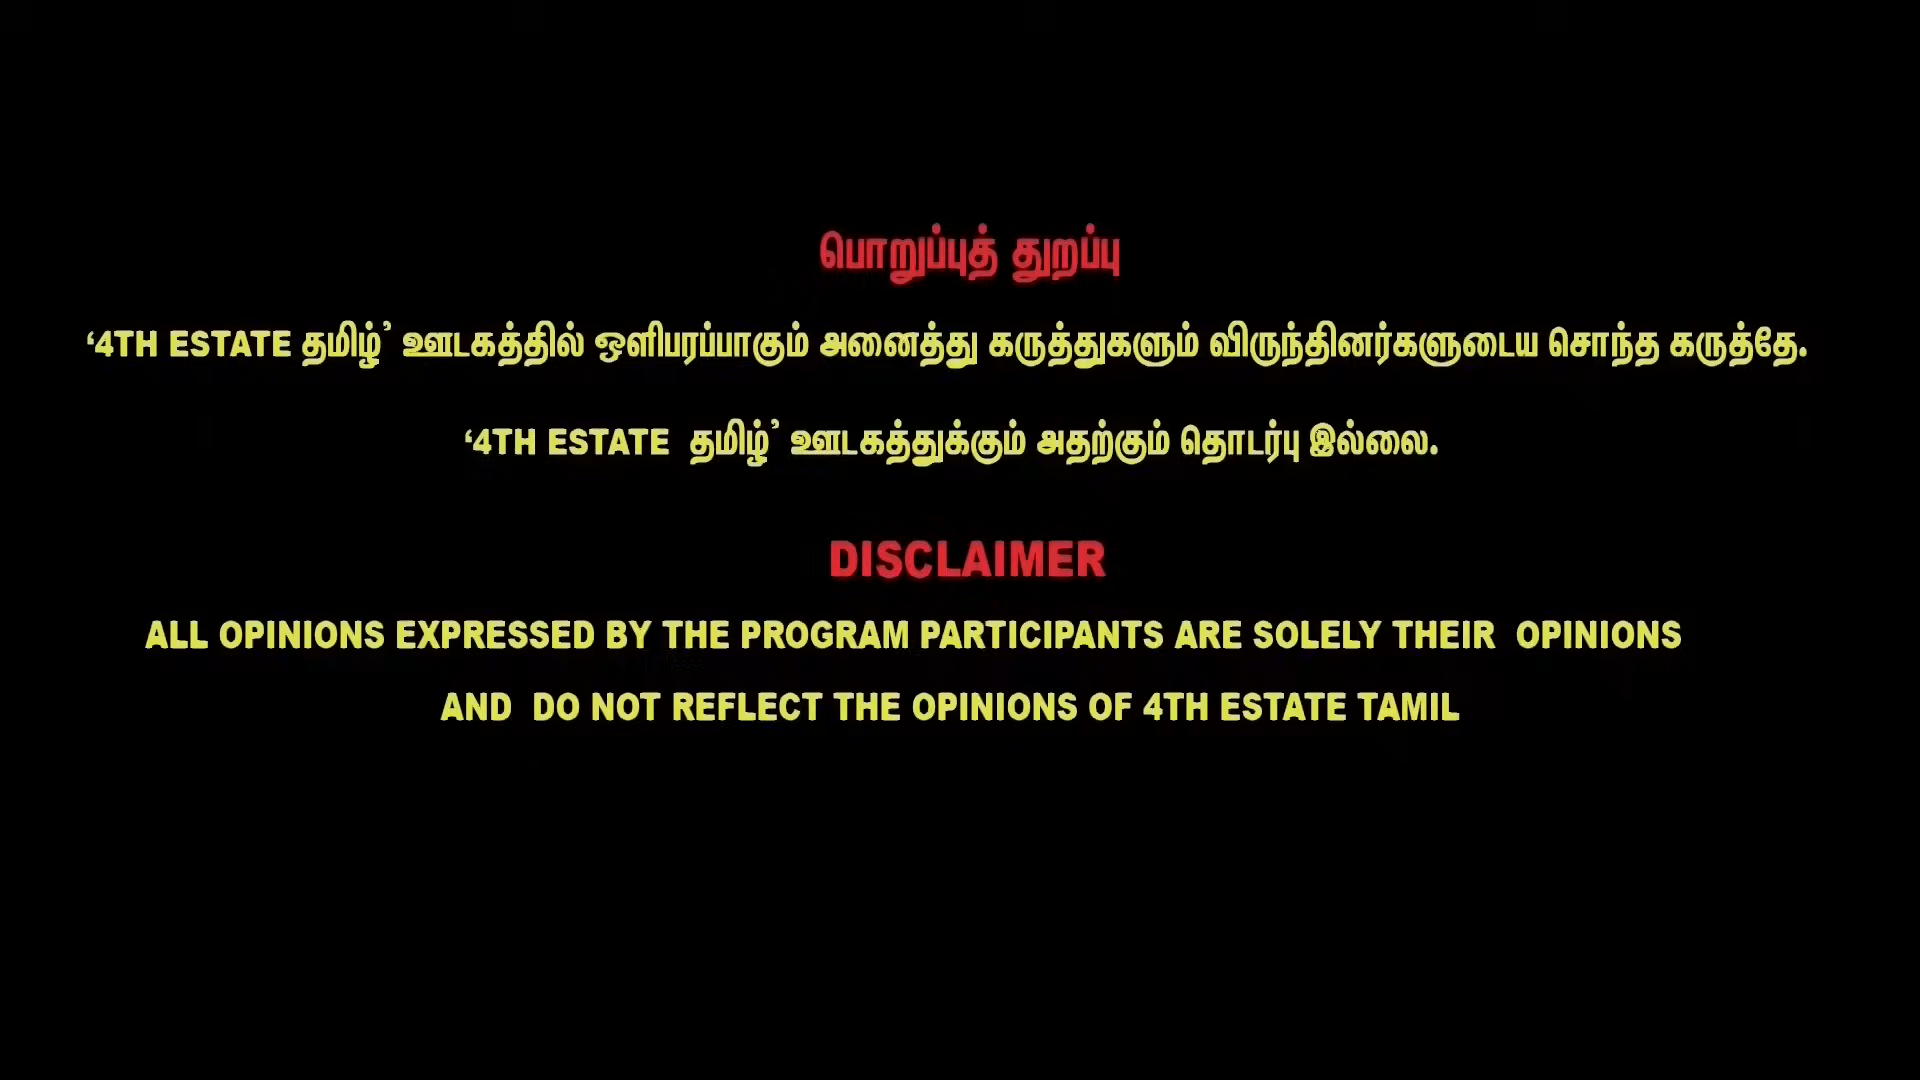 பொறுப்புத் துறப்பு
‘4TH ESTATE தமிழ்’ ஊடகத்தில் ஒளிபரப்பாகும் அனைத்து கருத்துகளும் விருந்தினர்களுடைய சொந்த கருத்தே.
‘4TH ESTATE தமிழ்’ ஊடகத்துக்கும் அதற்கும் தொடர்பு இல்லை.
DISCLAIMER
ALL OPINIONS EXPRESSED BY THE PROGRAM PARTICIPANTS ARE SOLELY THEIR OPINIONS
AND DO NOT REFLECT THE OPINIONS OF 4TH ESTATE TAMIL